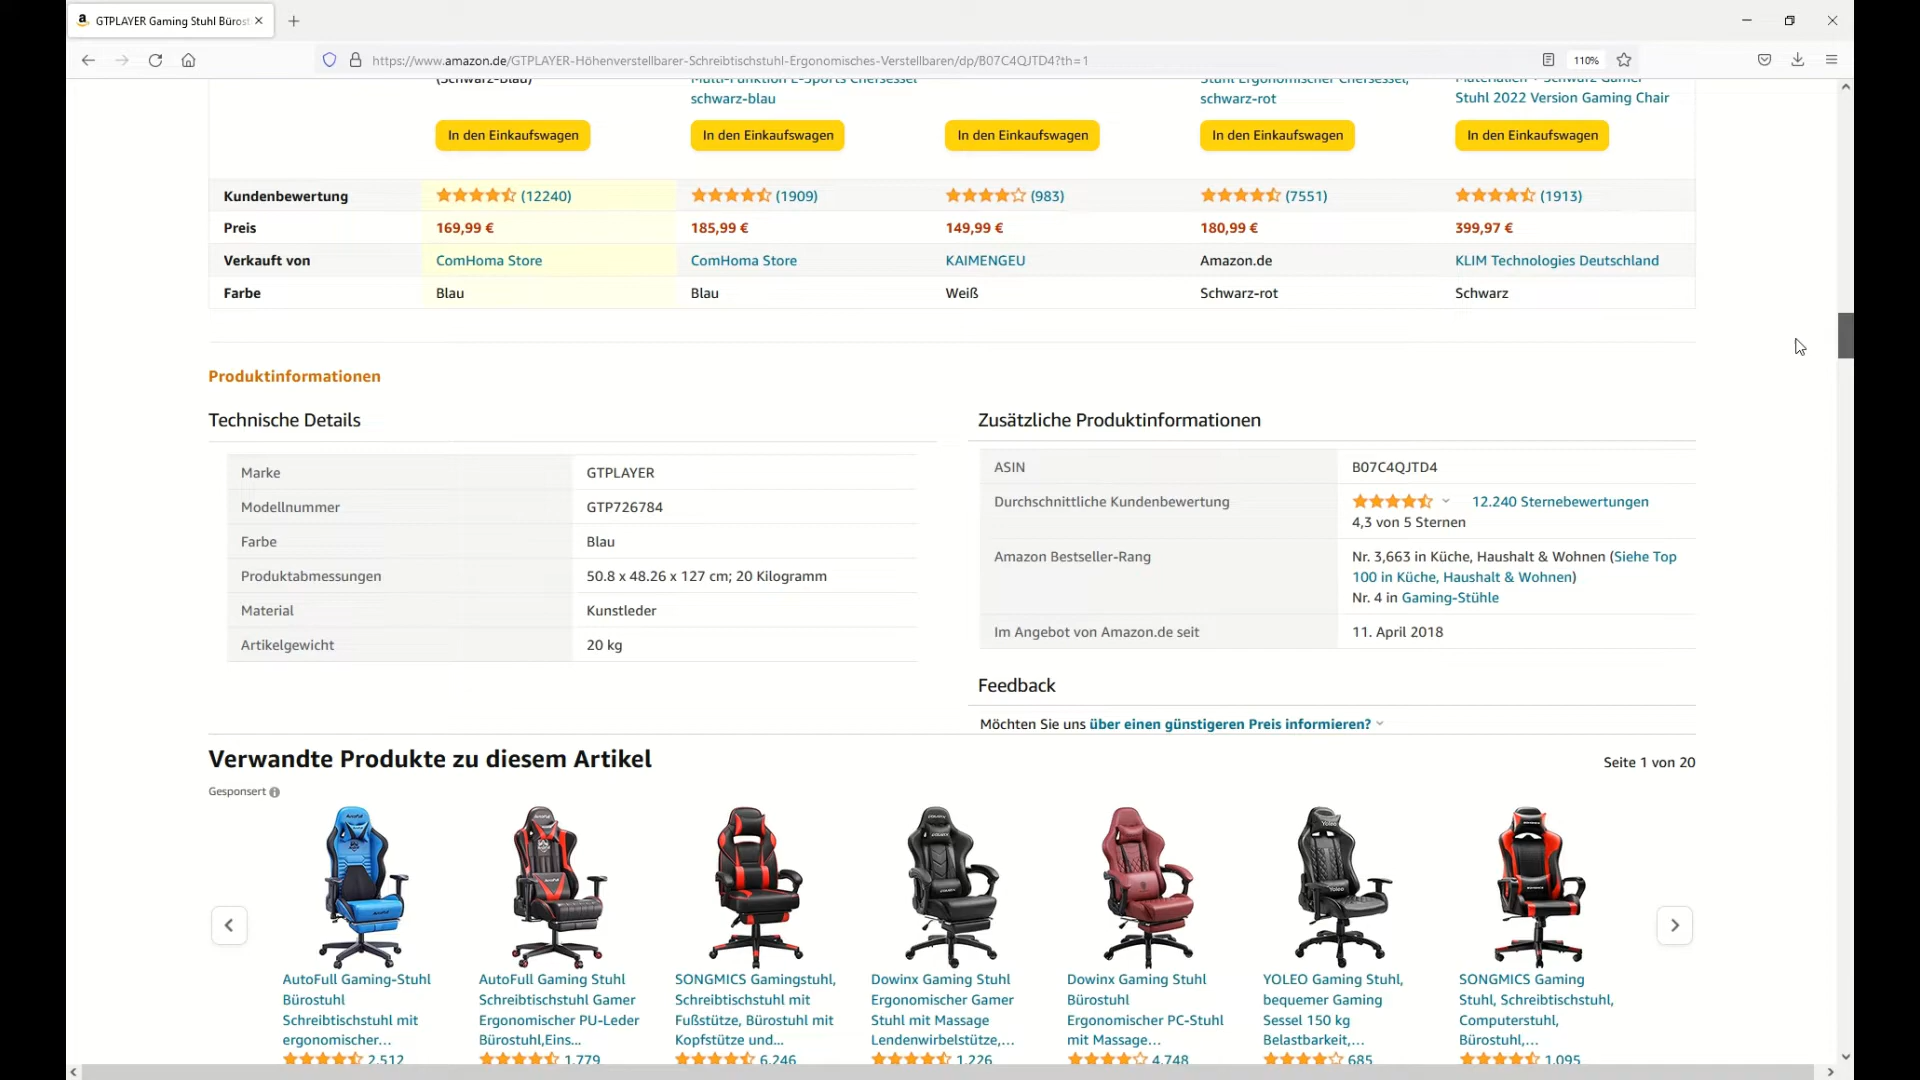 GTPLAYER Gaming Stuhl Bürost
https://www.amazon.de/GTPLAYER-Höhenverstellbarer-Schreibtischstuhl-Ergonomisches-Verstellbaren/dp/B07C4QJTD4?th=1
110%
(Schwarz-Blau)
Multi-Funktion E-Sports Chefsessel
schwarz-blau
Stuhl Ergonomischer Chefsessel,
schwarz-rot
Materialien + Schwarz Gamer
Stuhl 2022 Version Gaming Chair
In den Einkaufswagen In den Einkaufswagen In den Einkaufswagen In den Einkaufswagen In den Einkaufswagen
Kundenbewertung (12240) (1909) (983) (7551) (1913)
Preis 169,99 € 185,99 € 149,99 € 180,99 € 399,97 €
Verkauft von ComHoma Store ComHoma Store KAIMENGEU Amazon.de KLIM Technologies Deutschland
Farbe Blau Blau Weiß Schwarz-rot Schwarz
Produktinformationen
Technische Details
Marke GTPLAYER
Modellnummer GTP726784
Farbe Blau
Produktabmessungen 50.8 x 48.26 x 127 cm; 20 Kilogramm
Material Kunstleder
Artikelgewicht 20 kg
Zusätzliche Produktinformationen
ASIN B07C4QJTD4
Durchschnittliche Kundenbewertung 12.240 Sternebewertungen
4,3 von 5 Sternen
Amazon Bestseller-Rang Nr. 3,663 in Küche, Haushalt & Wohnen (Siehe Top
100 in Küche, Haushalt & Wohnen)
Nr. 4 in Gaming-Stühle
Im Angebot von Amazon.de seit 11. April 2018
Feedback
Möchten Sie uns über einen günstigeren Preis informieren?
Verwandte Produkte zu diesem Artikel
Seite 1 von 20
Gesponsert
AutoFull Gaming-Stuhl
Bürostuhl
Schreibtischstuhl mit
ergonomischer...
2.512
AutoFull Gaming Stuhl
Schreibtischstuhl Gamer
Ergonomischer PU-Leder
Bürostuhl,Eins...
1.779
SONGMICS Gamingstuhl,
Schreibtischstuhl mit
Fußstütze, Bürostuhl mit
Kopfstütze und...
6.246
Dowinx Gaming Stuhl
Ergonomischer Gamer
Stuhl mit Massage
Lendenwirbelstütze,...
1.226
Dowinx Gaming Stuhl
Bürostuhl
Ergonomischer PC-Stuhl
mit Massage...
4.748
YOLEO Gaming Stuhl,
bequemer Gaming
Sessel 150 kg
Belastbarkeit,...
685
SONGMICS Gaming
Stuhl, Schreibtischstuhl,
Computerstuhl,
Bürostuhl,...
1.095